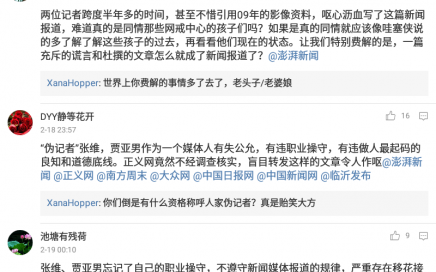 两位记者跨度半年多的时间，甚至不惜引用09年的影像资料，呕心沥血写了这篇新闻
报道，难道真的是同情那些网戒中心的孩子们吗？如果是真的同情就应该像哇塞快说
的多了解了解这些孩子的过去，再看看他们现在的状态。让我们特别费解的是，一篇
充斥的谎言和杜撰的文章怎么就成了新闻报道了？@澎湃新闻
XanaHopper: 世界上你费解的事情多了去了，老头子/老婆娘
DYY静等花开
2-18 23:57
16
“伪记者”张维，贾亚男作为一个媒体人有失公允，有违职业操守，有违做人最起码的
良知和道德底线。正义网竟然不经调查核实，盲目转发这样的文章令人作呕@澎湃新
闻 @正义网 @南方周末 @大众网 @中国日报网 @中国新闻网 @临沂发布
XanaHopper: 你们倒是有什么资格称呼人家伪记者？真是贻笑大方
池塘有残荷
2-19 00:10
9
张维、贾亚男忘记了自己的职业操守，不遵守新闻媒体报道的规律，严重存在移花接